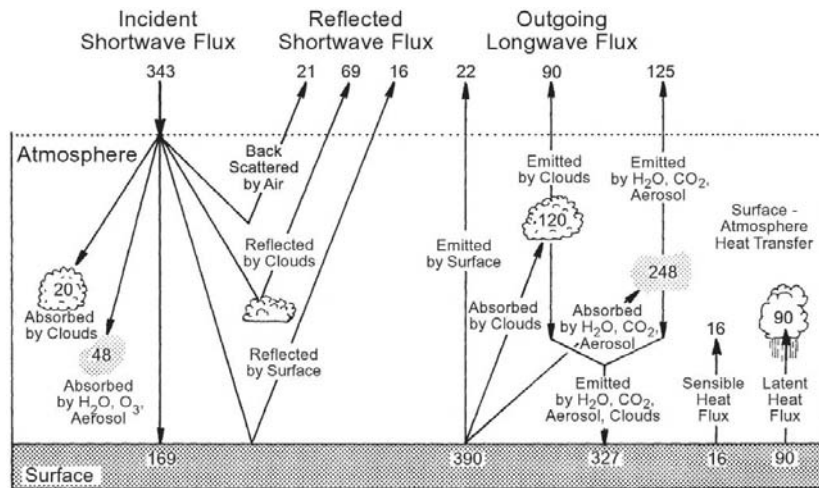 Incident
Shortwave Flux
Reflected
Shortwave Flux
Outgoing
Longwave Flux
343
21
69
16
22
90
125
Atmosphere
Back
Scattered
by Air
Emitted
by Clouds
Emitted
by H₂O, CO₂,
Aerosol
Surface -
Atmosphere
Heat Transfer
120
Reflected
by Clouds
Emitted
by Surface
248
20
Absorbed
by Clouds
Absorbed
by Clouds
Absorbed
by H₂O, CO₂,
Aerosol
16
90
48
Absorbed
by H₂O, O₃,
Aerosol
Reflected
by Surface
Emitted
by H₂O, CO₂,
Aerosol, Clouds
Sensible
Heat
Flux
Latent
Heat
Flux
Surface
169
390
327
16
90